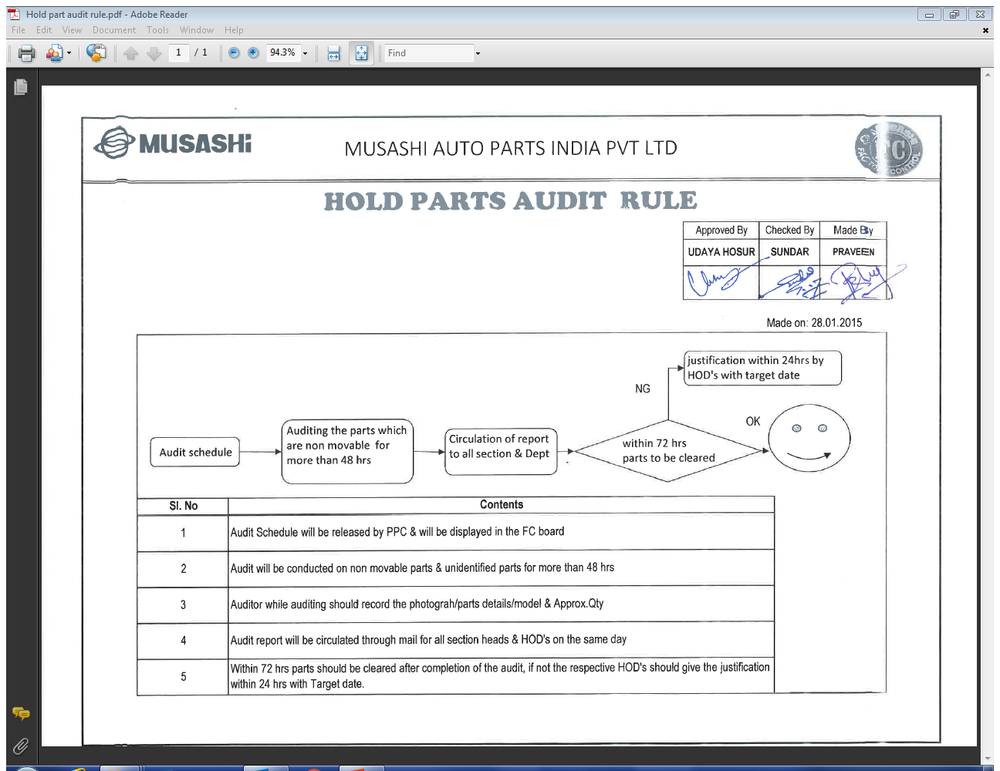 Hold part audit rule.pdf - Adobe Reader
File Edit View Document Tools Window Help
1 / 1 94.3% Find
MUSASHi
MUSASHI AUTO PARTS INDIA PVT LTD
FC
FACTORY CONTROL
HOLD PARTS AUDIT RULE
Approved By Checked By Made By
UDAYA HOSUR SUNDAR PRAVEEN
Made on: 28.01.2015
justification within 24hrs by
HOD's with target date
NG
OK
Audit schedule
Auditing the parts which
are non movable for
more than 48 hrs
Circulation of report
to all section & Dept
within 72 hrs
parts to be cleared
Sl. No Contents
1 Audit Schedule will be released by PPC & will be displayed in the FC board
2 Audit will be conducted on non movable parts & unidentified parts for more than 48 hrs
3 Auditor while auditing should record the photograh/parts details/model & Approx.Qty
4 Audit report will be circulated through mail for all section heads & HOD's on the same day
5 Within 72 hrs parts should be cleared after completion of the audit, if not the respective HOD's should give the justification
within 24 hrs with Target date.